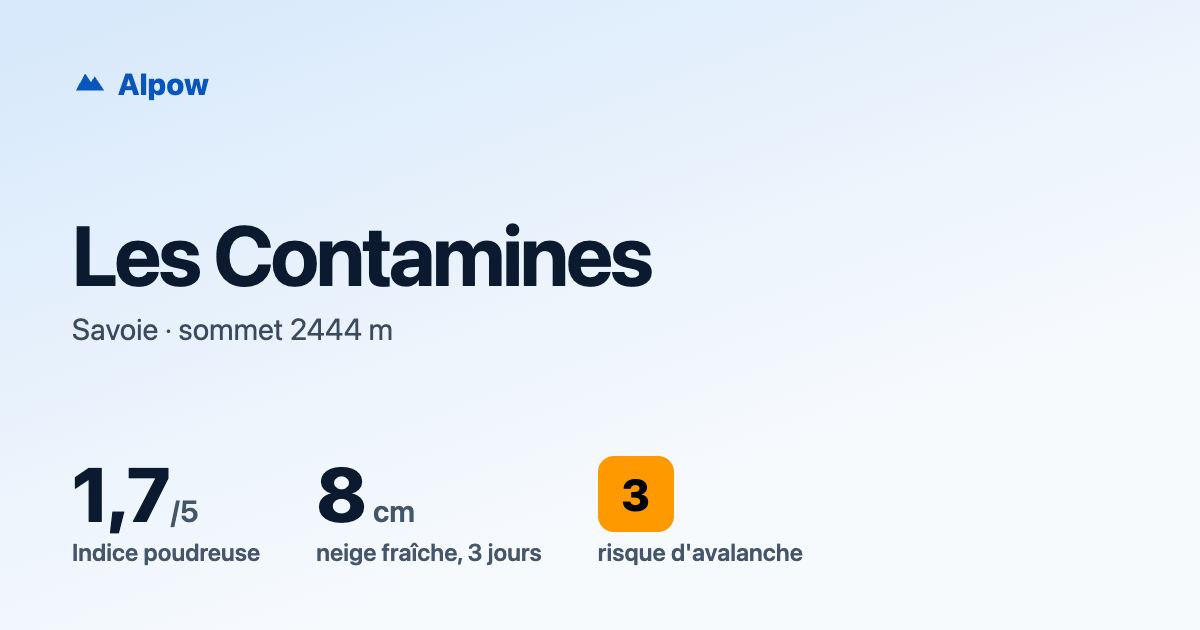 Alpow
Les Contamines
Savoie · sommet 2444 m
1,7/5
Indice poudreuse
8 cm
neige fraîche, 3 jours
3
risque d'avalanche